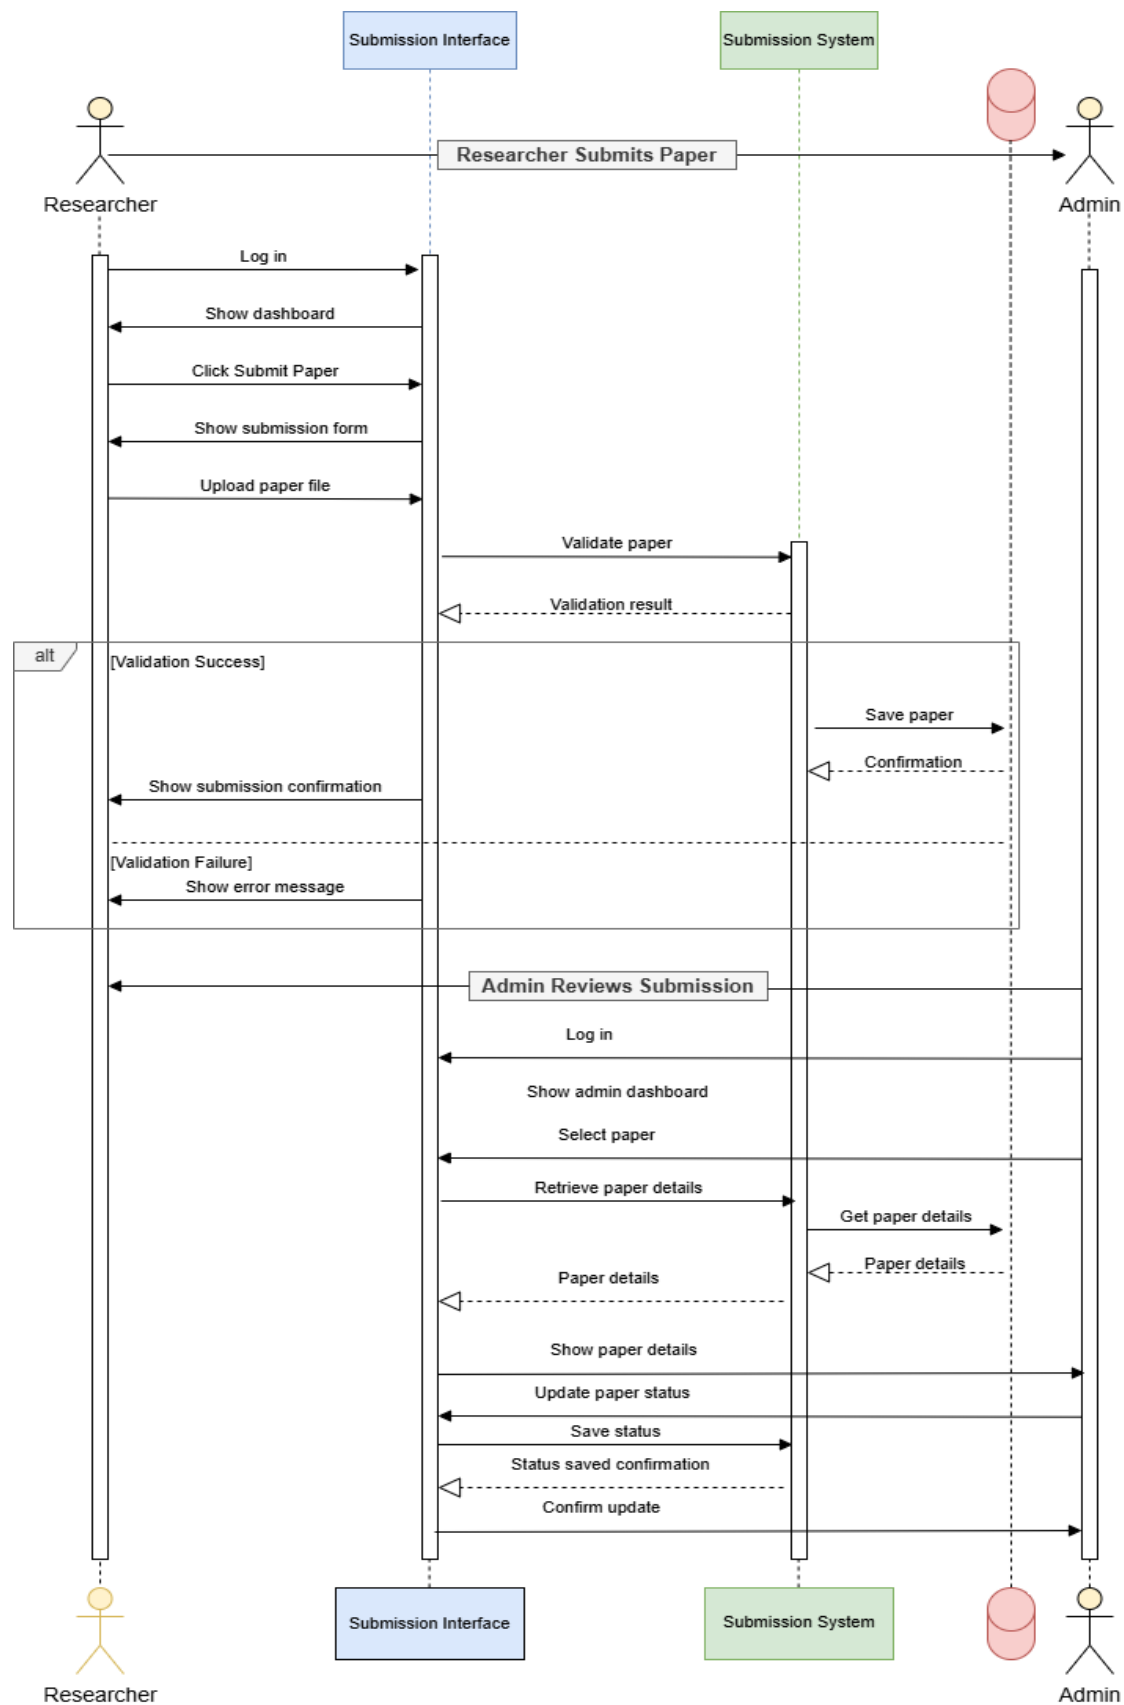 Submission Interface
Submission System
Researcher Submits Paper
Researcher
Admin
Log in
Show dashboard
Click Submit Paper
Show submission form
Upload paper file
Validate paper
Validation result
alt
[Validation Success]
Save paper
Confirmation
Show submission confirmation
[Validation Failure]
Show error message
Admin Reviews Submission
Log in
Show admin dashboard
Select paper
Retrieve paper details
Get paper details
Paper details
Paper details
Show paper details
Update paper status
Save status
Status saved confirmation
Confirm update
Submission Interface
Submission System
Researcher
Admin